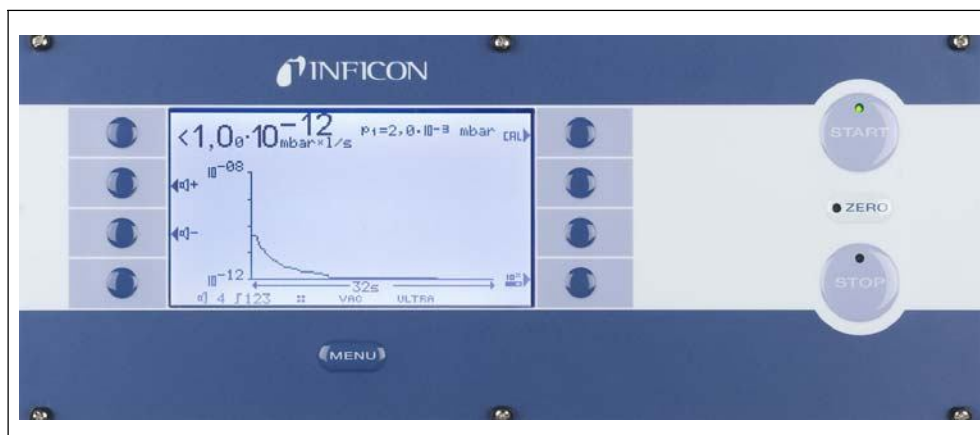 INFICON
<1,0₀·10⁻¹² mbar×l/s p₁=2,0·10⁻³ mbar CAL
START
10⁻⁰⁸
+
ZERO
-
10⁻¹²
32s
STOP
4 123 VAC ULTRA
MENU